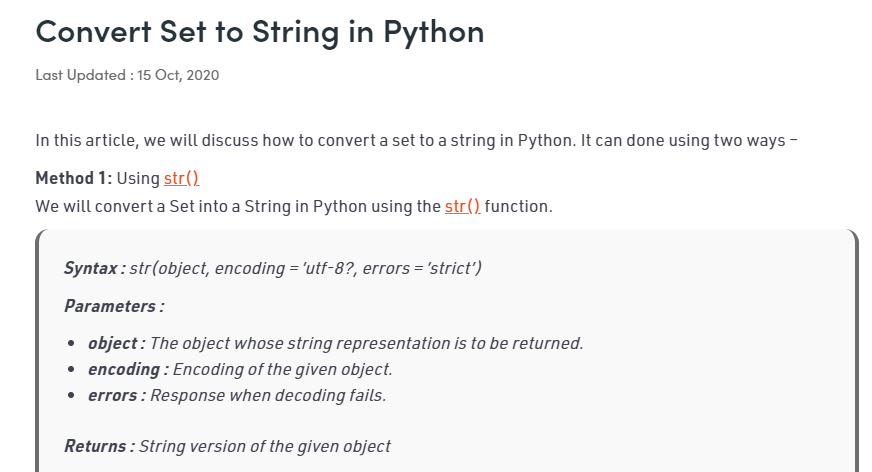 Convert Set to String in Python
Last Updated : 15 Oct, 2020
In this article, we will discuss how to convert a set to a string in Python. It can done using two ways –
Method 1: Using str()
We will convert a Set into a String in Python using the str() function.
Syntax : str(object, encoding = ’utf-8?, errors = ’strict’)
Parameters :
• object : The object whose string representation is to be returned.
• encoding : Encoding of the given object.
• errors : Response when decoding fails.
Returns : String version of the given object